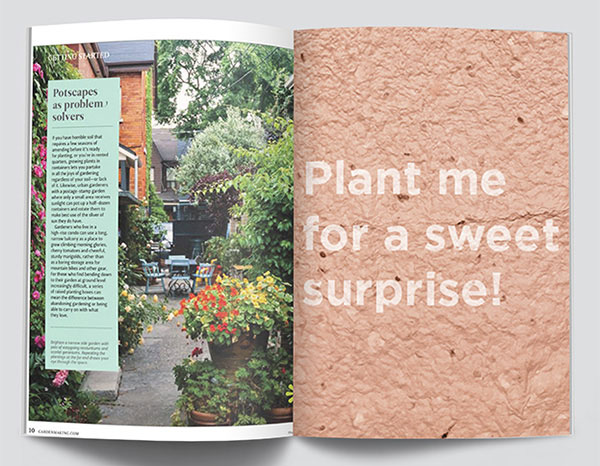 GETTING STARTED
Potscapes
as problem
solvers
If you have horrible soil that
requires a few seasons of
amending before it's ready
for planting, or you're in rented
quarters, growing plants in
containers lets you partake
in all the joys of gardening
regardless of your soil—or lack
of it. Likewise, urban gardeners
with a postage-stamp garden
where only a small area receives
sunlight can pot up a half-dozen
containers and rotate them to
make best use of the sliver of
sun they do have.
Gardeners who live in a
high-rise condo can use a long,
narrow balcony as a place to
grow climbing morning glories,
cherry tomatoes and cheerful,
sturdy marigolds, rather than
as a boring storage area for
mountain bikes and other gear.
For those who find bending down
to their garden at ground level
increasingly difficult, a series
of raised planting boxes can
mean the difference between
abandoning gardening or being
able to carry on with what
they love.
Brighten a narrow side garden with
pots of
scented geraniums. Repeating the
plantings at the far end draws your
eye through the space.
10 GARDENMAKING.COM
Plant me
for a sweet
surprise!